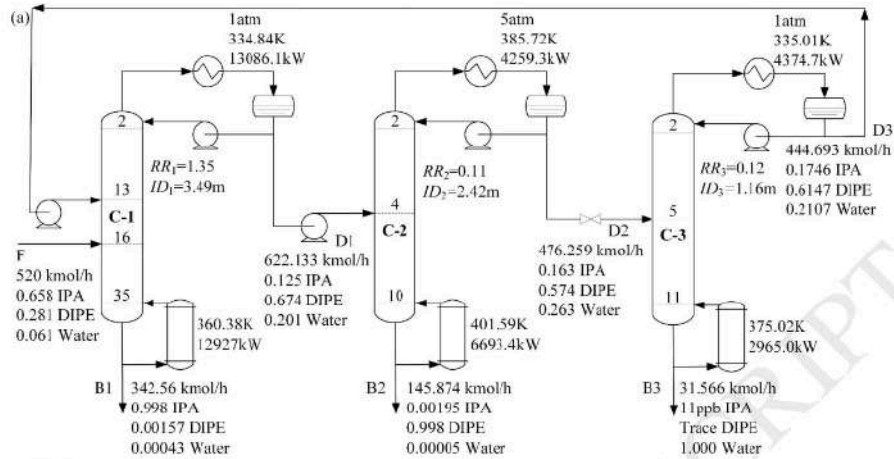 (a)
1atm
334.84K
13086.1kW
5atm
385.72K
4259.3kW
1atm
335.01K
4374.7kW
2
13
C-1
16
35
RR1=1.35
ID1=3.49m
2
4
C-2
10
RR2=0.11
ID2=2.42m
2
5
C-3
11
RR3=0.12
ID3=1.16m
D3
444.693 kmol/h
0.1746 IPA
0.6147 DIPE
0.2107 Water
F
520 kmol/h
0.658 IPA
0.281 DIPE
0.061 Water
D1
622.133 kmol/h
0.125 IPA
0.674 DIPE
0.201 Water
D2
476.259 kmol/h
0.163 IPA
0.574 DIPE
0.263 Water
360.38K
12927kW
401.59K
6693.4kW
375.02K
2965.0kW
B1
342.56 kmol/h
0.998 IPA
0.00157 DIPE
0.00043 Water
B2
145.874 kmol/h
0.00195 IPA
0.998 DIPE
0.00005 Water
B3
31.566 kmol/h
11ppb IPA
Trace DIPE
1.000 Water